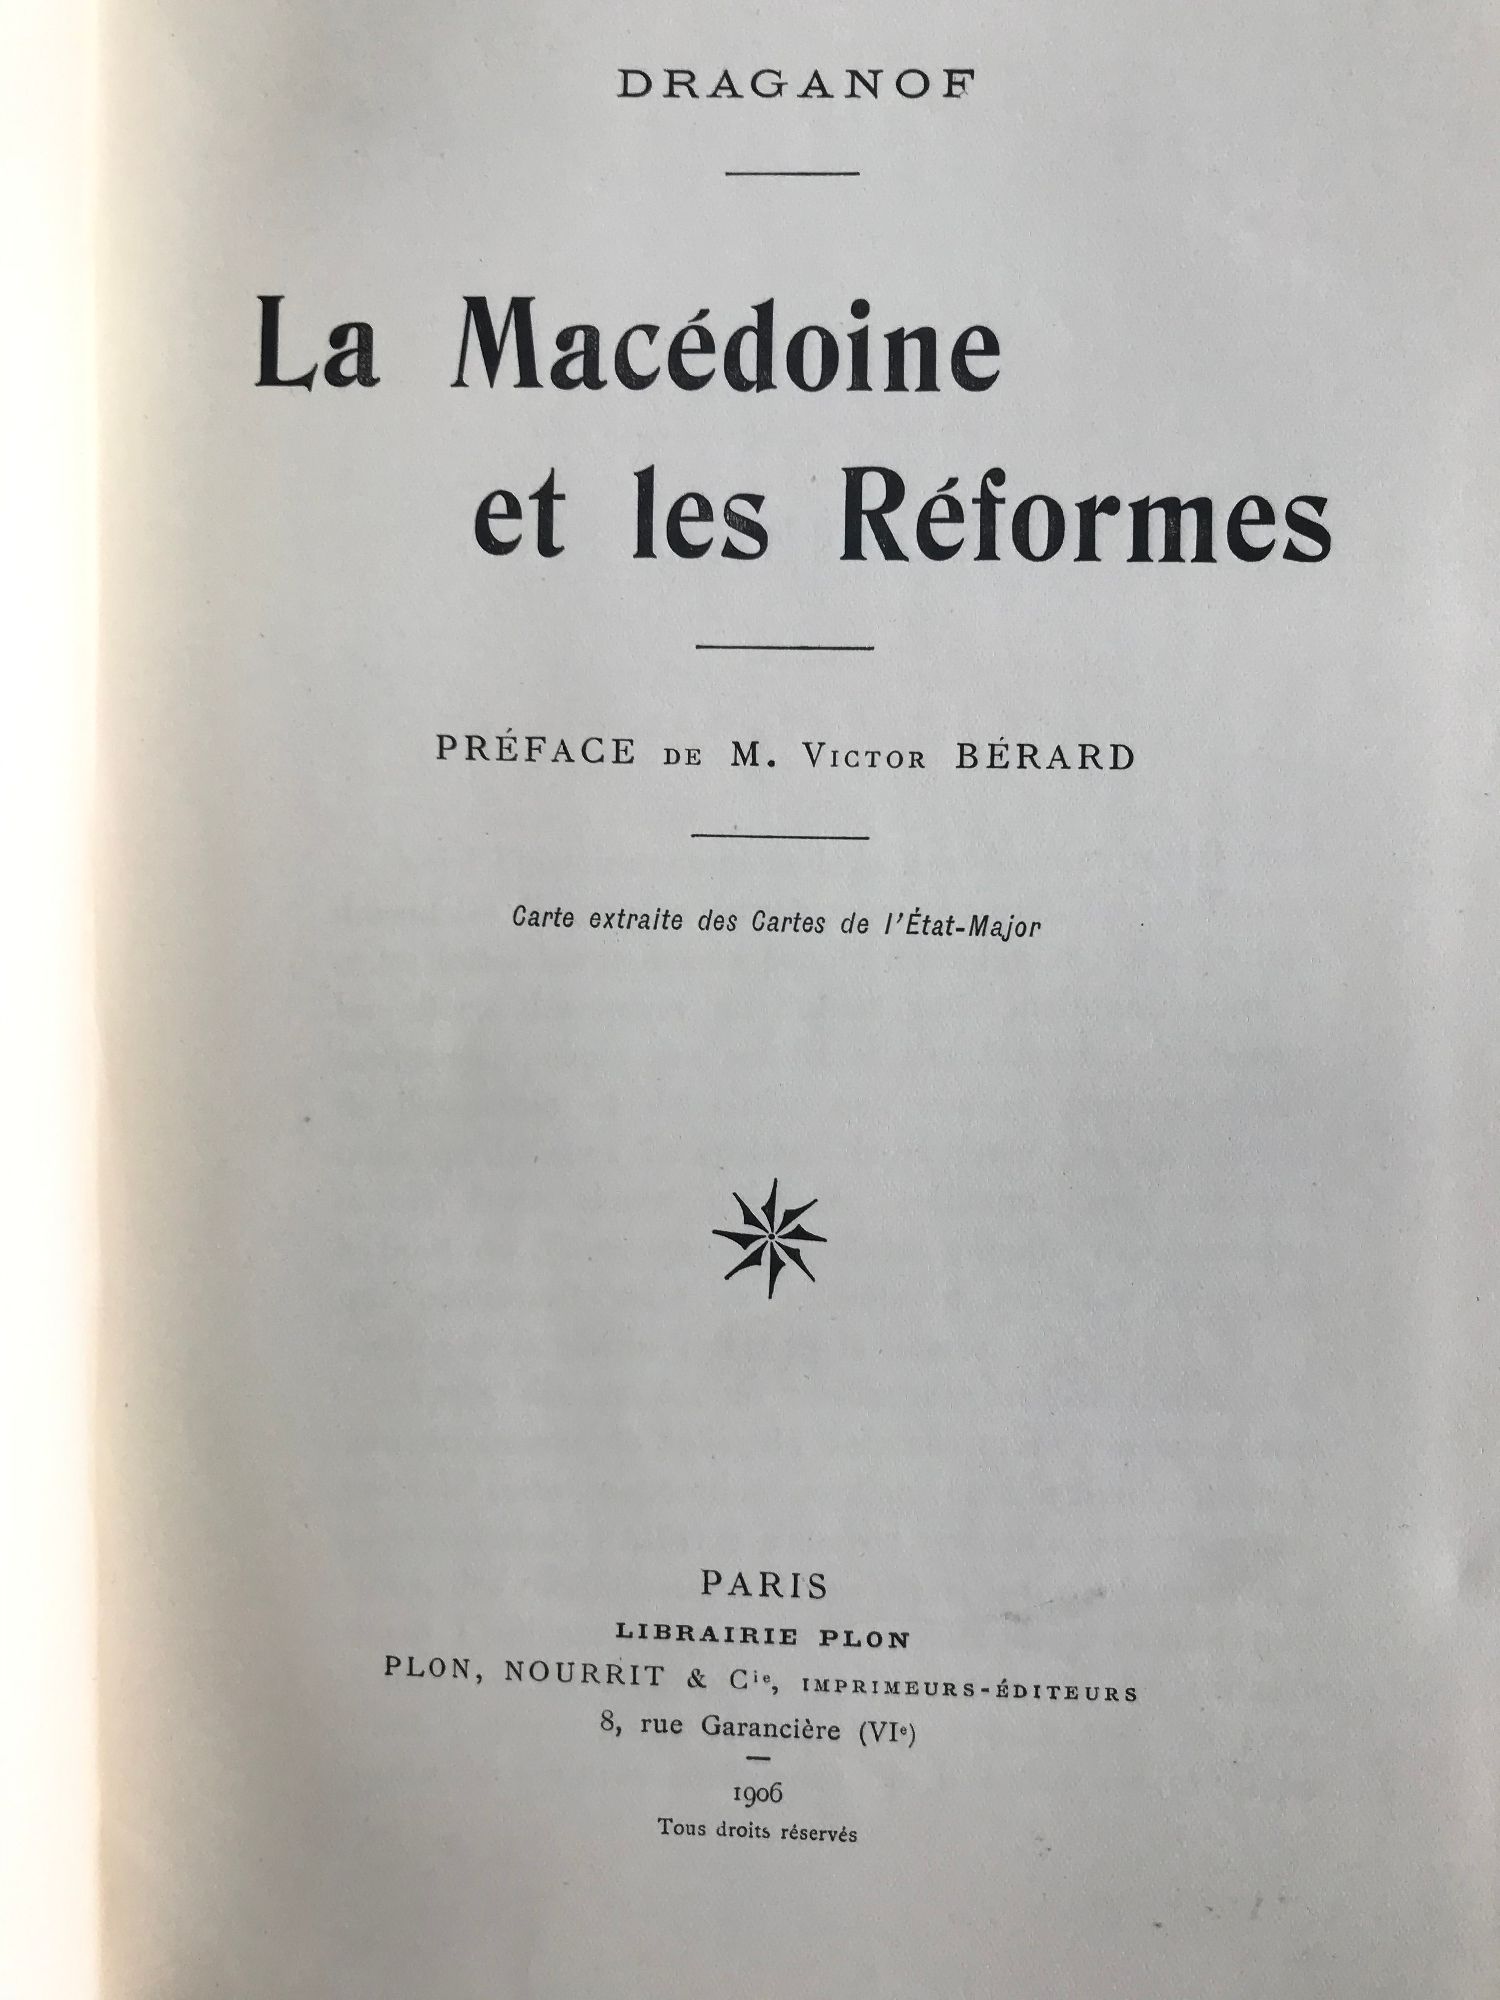 DRAGANOF
La Macédoine
et les Réformes
PRÉFACE DE M. VICTOR BÉRARD
Carte extraite des Cartes de l'État-Major
PARIS
LIBRAIRIE PLON
PLON, NOURRIT & Cie, IMPRIMEURS-ÉDITEURS
8, rue Garancière (VIe)
1906
Tous droits réservés